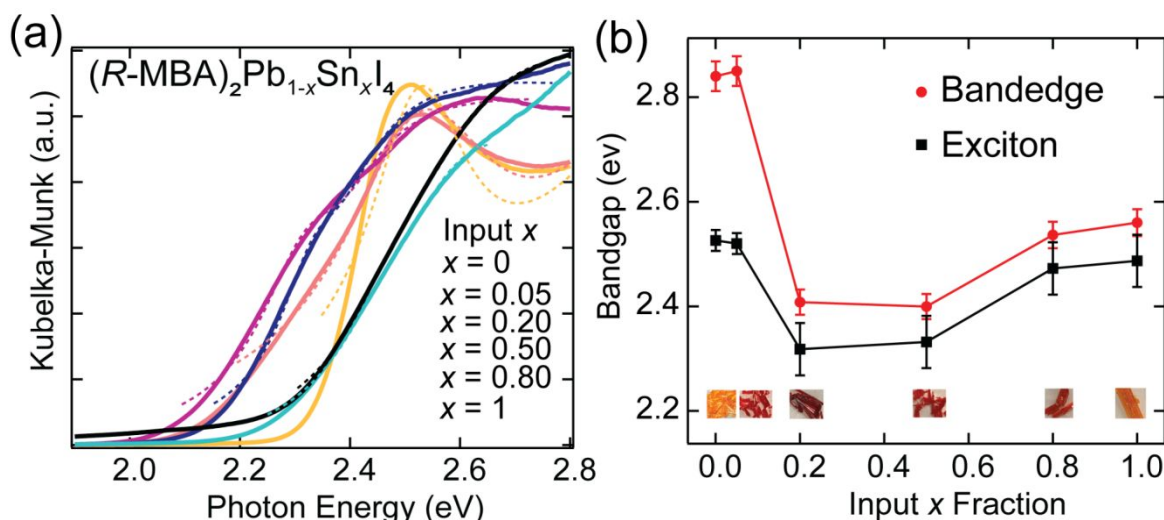 (a)
(R-MBA)₂Pb₁₋ₓSnₓI₄
Kubelka-Munk (a.u.)
Input x
x = 0
x = 0.05
x = 0.20
x = 0.50
x = 0.80
x = 1
2.0 2.2 2.4 2.6 2.8
Photon Energy (eV)
(b)
Bandedge
Exciton
Bandgap (ev)
2.8
2.6
2.4
2.2
0.0 0.2 0.4 0.6 0.8 1.0
Input x Fraction